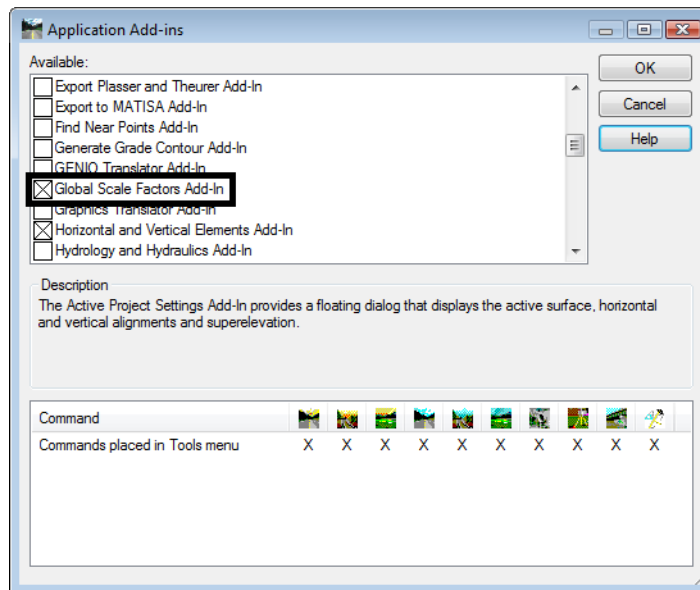 Application Add-ins
Available:
OK
Cancel
Help
Export Plasser and Theurer Add-In
Export to MATISA Add-In
Find Near Points Add-In
Generate Grade Contour Add-In
GENIO Translator Add-In
Global Scale Factors Add-In
Graphics Translator Add-In
Horizontal and Vertical Elements Add-In
Hydrology and Hydraulics Add-In
Description
The Active Project Settings Add-In provides a floating dialog that displays the active surface, horizontal
and vertical alignments and superelevation.
Command
Commands placed in Tools menu X X X X X X X X X X